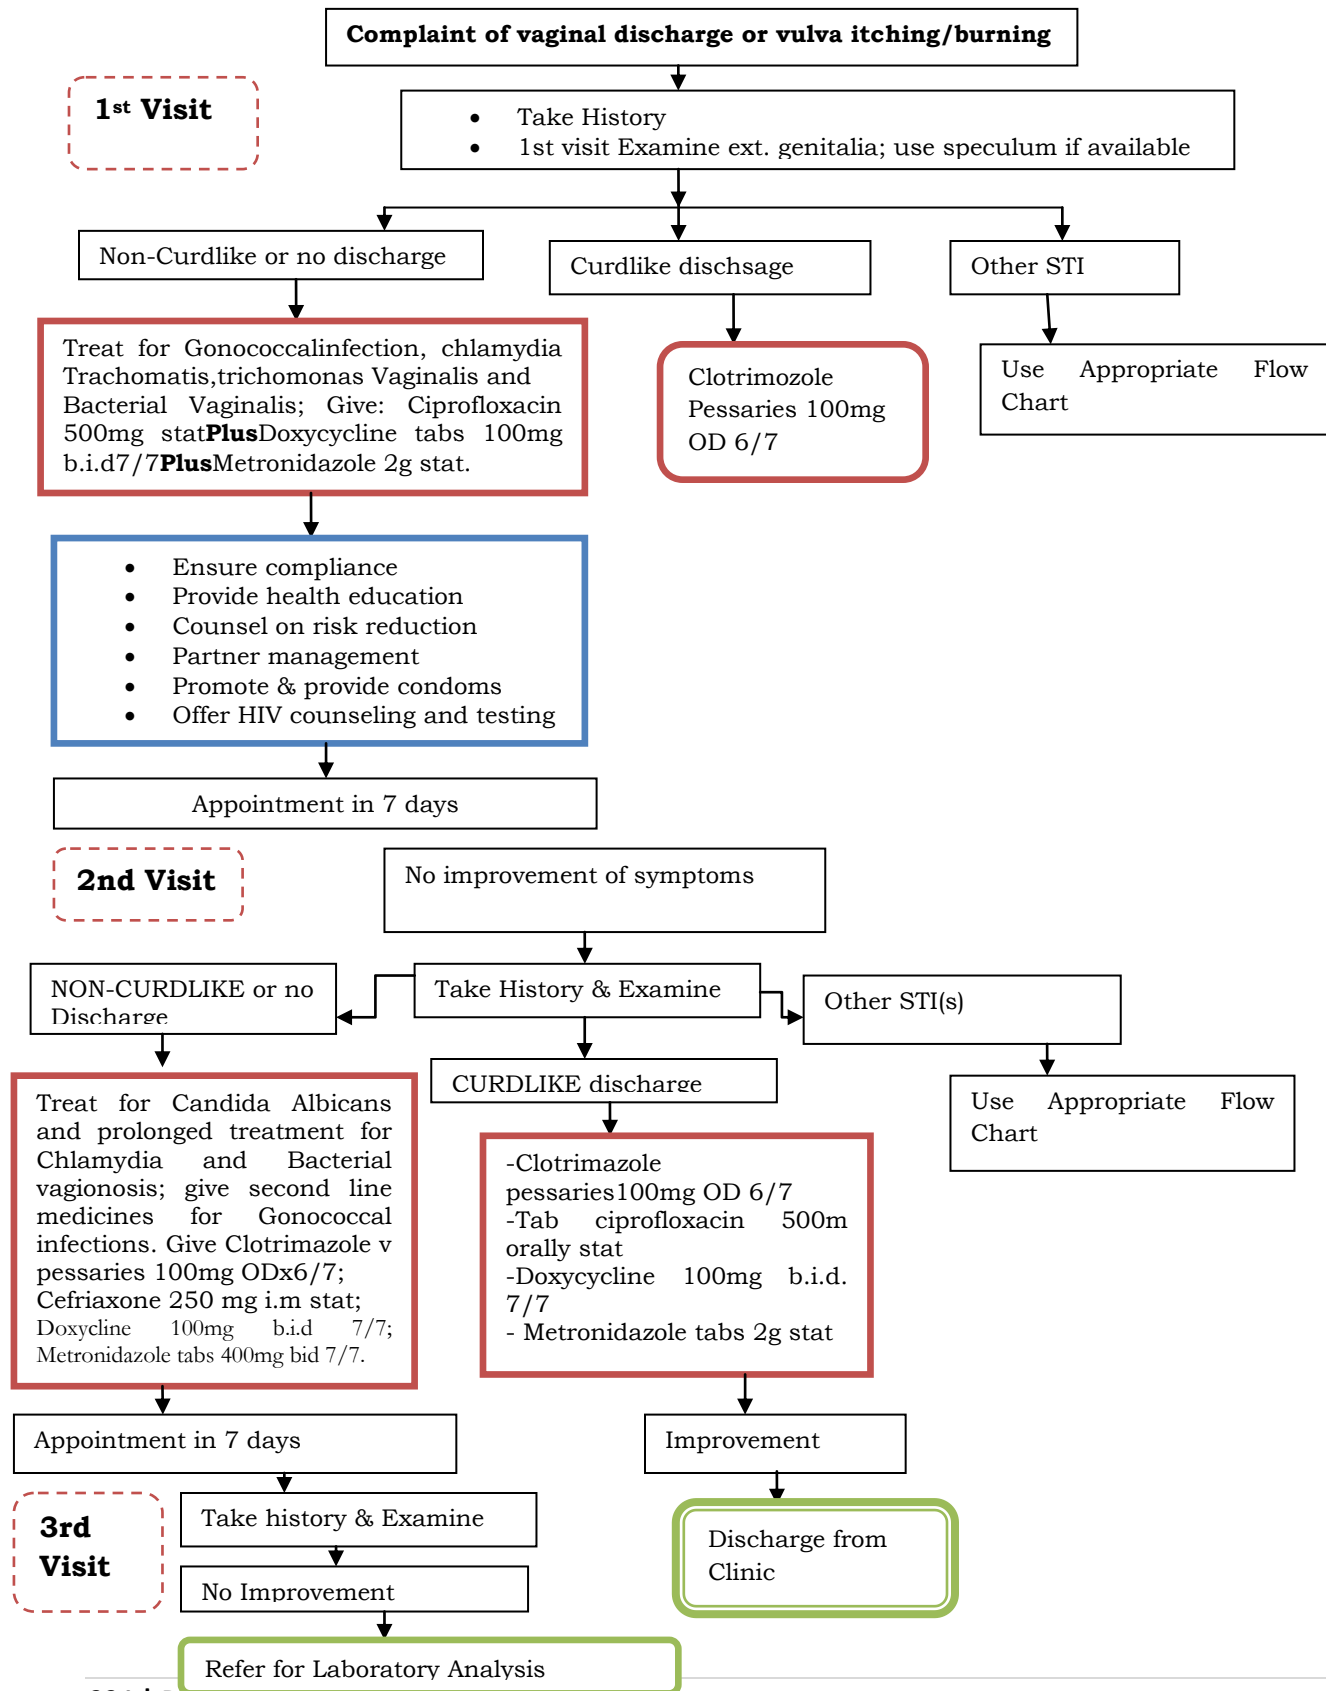 Complaint of vaginal discharge or vulva itching/burning
1st Visit
• Take History
• 1st visit Examine ext. genitalia; use speculum if available
Non-Curdlike or no discharge
Curdlike dischsage
Other STI
Treat for Gonococcalinfection, chlamydia
Trachomatis,trichomonas Vaginalis and
Bacterial Vaginalis; Give: Ciprofloxacin
500mg statPlusDoxycycline tabs 100mg
b.i.d7/7PlusMetronidazole 2g stat.
Clotrimozole
Pessaries 100mg
OD 6/7
Use Appropriate Flow
Chart
• Ensure compliance
• Provide health education
• Counsel on risk reduction
• Partner management
• Promote & provide condoms
• Offer HIV counseling and testing
Appointment in 7 days
2nd Visit
No improvement of symptoms
NON-CURDLIKE or no
Discharge
Take History & Examine
Other STI(s)
CURDLIKE discharge
Use Appropriate Flow
Chart
Treat for Candida Albicans
and prolonged treatment for
Chlamydia and Bacterial
vagionosis; give second line
medicines for Gonococcal
infections. Give Clotrimazole v
pessaries 100mg ODx6/7;
Cefriaxone 250 mg i.m stat;
Doxycline 100mg b.i.d 7/7;
Metronidazole tabs 400mg bid 7/7.
-Clotrimazole
pessaries100mg OD 6/7
-Tab ciprofloxacin 500m
orally stat
-Doxycycline 100mg b.i.d.
7/7
- Metronidazole tabs 2g stat
Appointment in 7 days
Improvement
3rd
Visit
Take history & Examine
Discharge from
Clinic
No Improvement
Refer for Laboratory Analysis